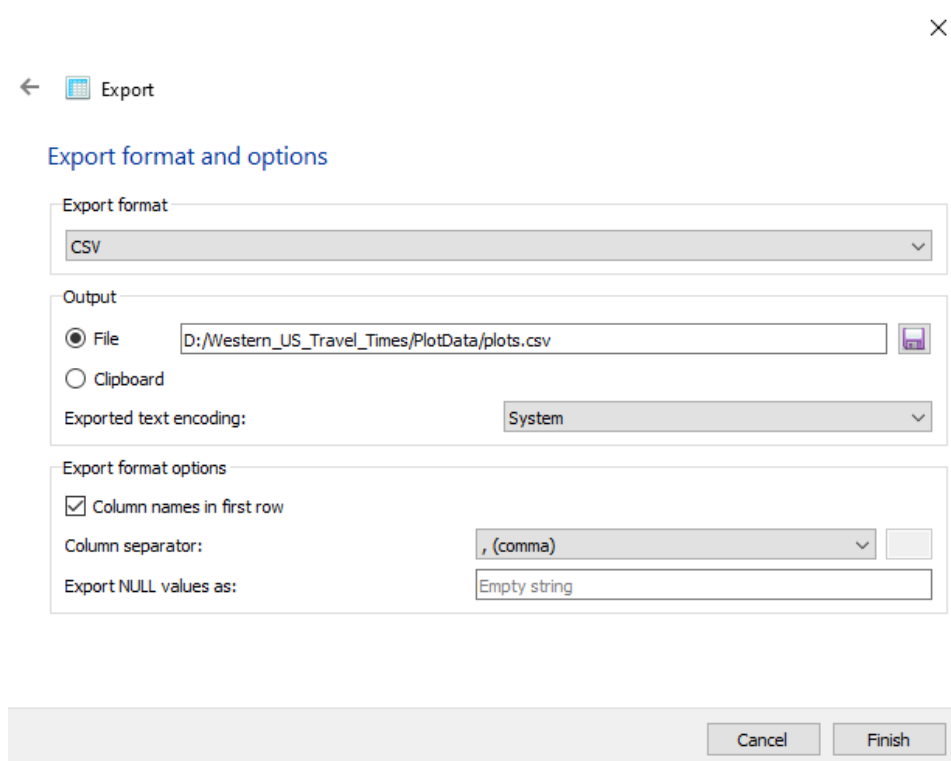 Export
Export format and options
Export format
CSV
Output
File D:/Western_US_Travel_Times/PlotData/plots.csv
Clipboard
Exported text encoding: System
Export format options
Column names in first row
Column separator: , (comma)
Export NULL values as: Empty string
Cancel Finish